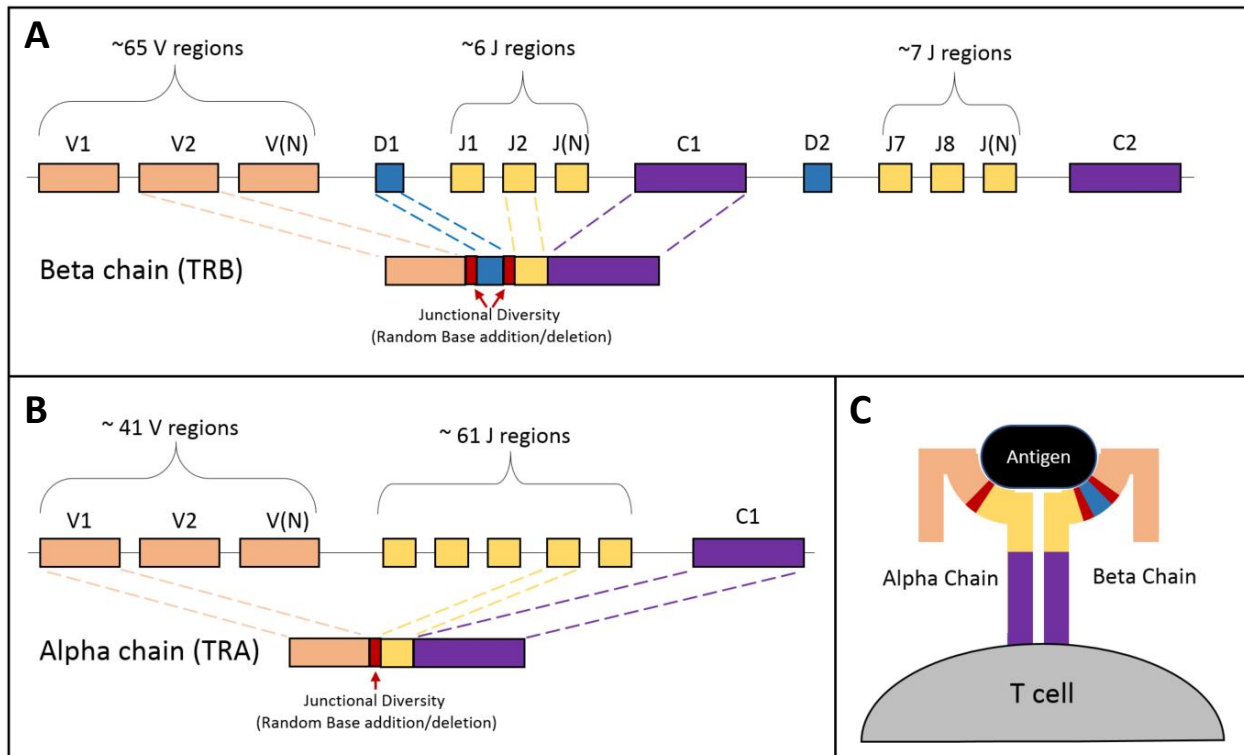 A
~65 V regions
~6 J regions
~7 J regions
V1 V2 V(N) D1 J1 J2 J(N) C1 D2 J7 J8 J(N) C2
Beta chain (TRB)
Junctional Diversity
(Random Base addition/deletion)
B
~ 41 V regions
~ 61 J regions
V1 V2 V(N) C1
Alpha chain (TRA)
Junctional Diversity
(Random Base addition/deletion)
C
Antigen
Alpha Chain
Beta Chain
T cell